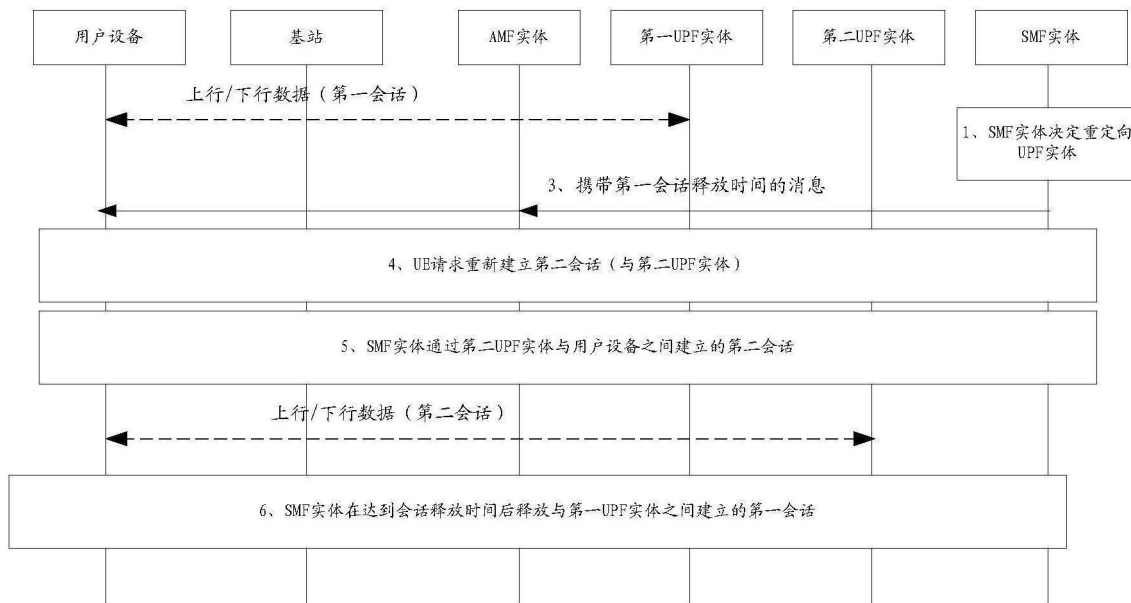 用户设备
基站
AMF实体
第一UPF实体
第二UPF实体
SMF实体
上行/下行数据（第一会话）
1、SMF实体决定重定向
UPF实体
3、携带第一会话释放时间的消息
4、UE请求重新建立第二会话（与第二UPF实体）
5、SMF实体通过第二UPF实体与用户设备之间建立的第二会话
上行/下行数据（第二会话）
6、SMF实体在达到会话释放时间后释放与第一UPF实体之间建立的第一会话